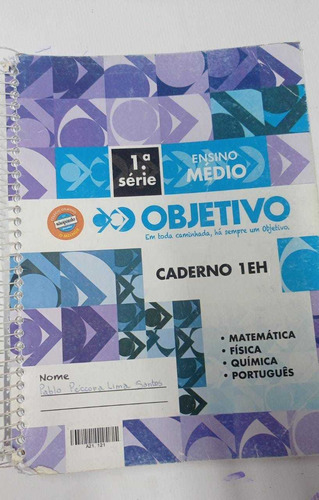 1ª
série
ENSINO
MÉDIO
OBJETIVO
Em toda caminhada, há sempre um Objetivo.
CADERNO 1EH
• MATEMÁTICA
• FÍSICA
• QUÍMICA
• PORTUGUÊS
Nome
Pablo Pessona Lima Santos